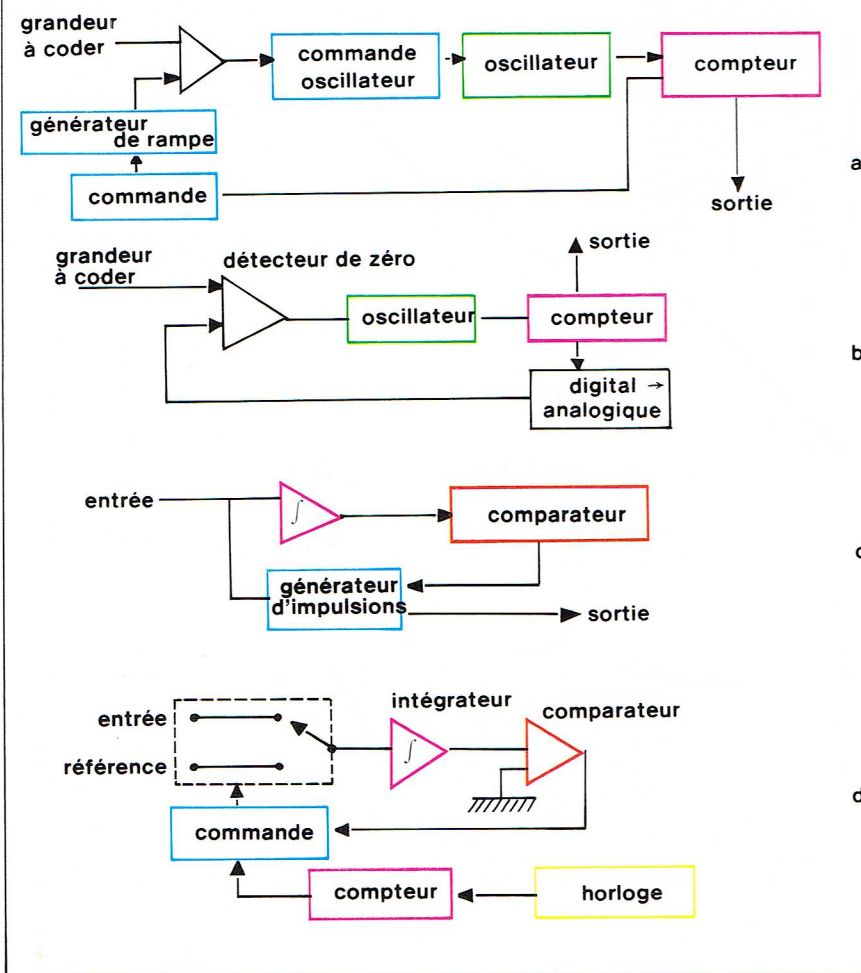 grandeur
à coder
commande
oscillateur
oscillateur
compteur
générateur
de rampe
commande
sortie
a
grandeur
à coder
détecteur de zéro
sortie
oscillateur
compteur
digital →
analogique
b
entrée
∫
comparateur
générateur
d'impulsions
sortie
c
intégrateur
comparateur
entrée
∫
référence
commande
compteur
horloge
d